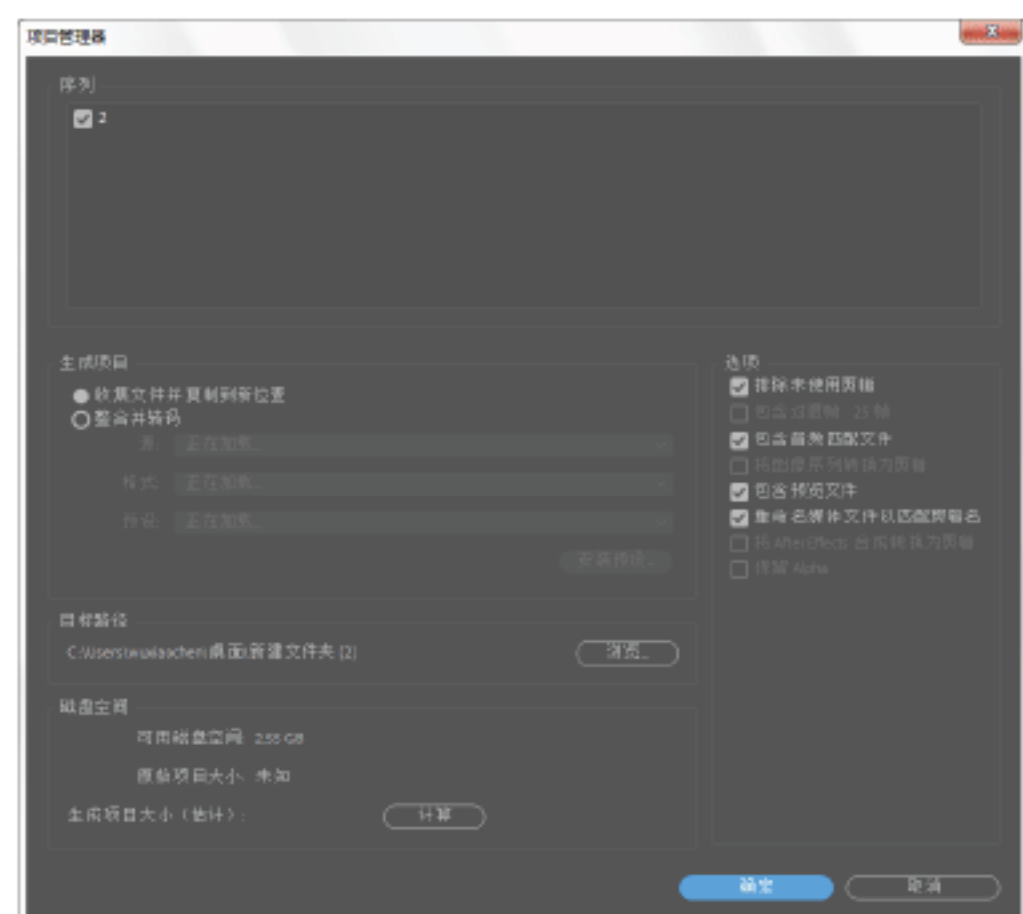 项目管理器
序列
2
生成项目
收集文件并复制到新位置
整合并转码
源: 正在加载...
格式: 正在加载...
预设: 正在加载...
安装预设...
目标路径
C:\Users\wuxiaochen\桌面\新建文件夹 (2)
浏览...
磁盘空间
可用磁盘空间: 2.55 GB
原始项目大小: 未知
生成项目大小（估计）:
计算
选项
排除未使用剪辑
包含过渡帧 25 帧
包含音频匹配文件
将图像序列转换为剪辑
包含预览文件
重命名媒体文件以匹配剪辑名
将 After Effects 合成转换为剪辑
保留 Alpha
确定
取消